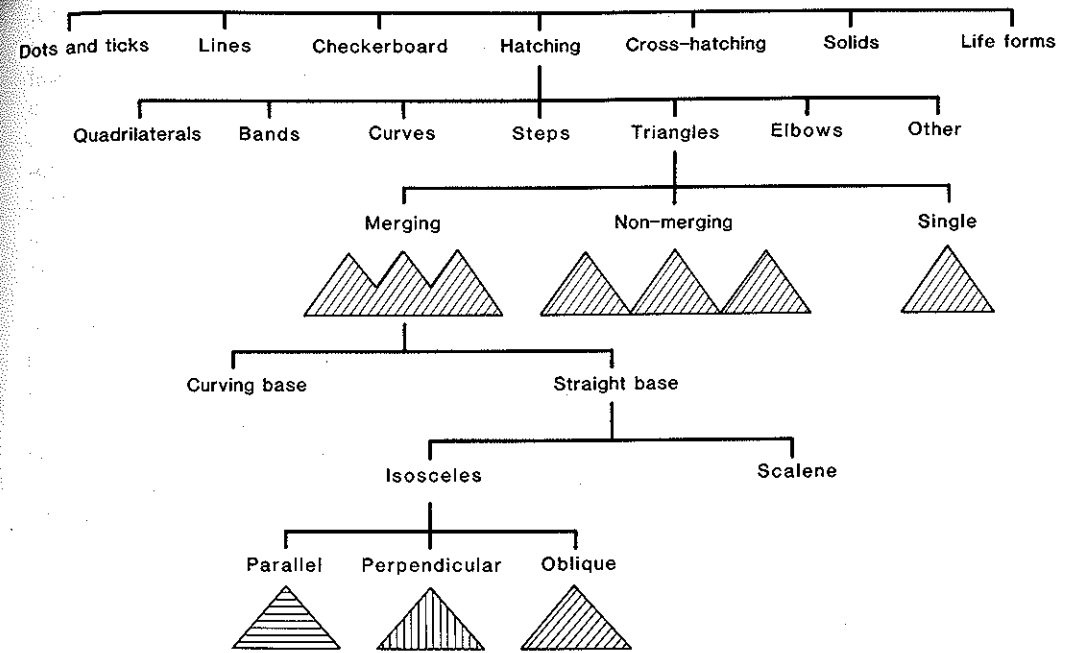 Dots and ticks Lines Checkerboard Hatching Cross-hatching Solids Life forms
Quadrilaterals Bands Curves Steps Triangles Elbows Other
Merging Non-merging Single
Curving base Straight base
Isosceles Scalene
Parallel Perpendicular Oblique